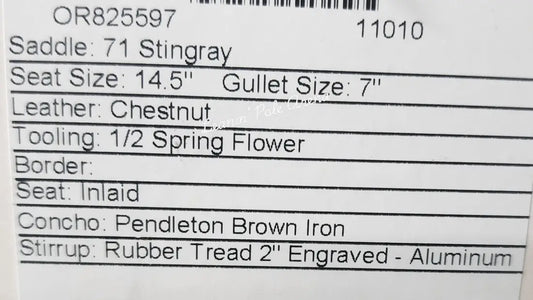 OR825597
11010
Saddle: 71 Stingray
Seat Size: 14.5" Gullet Size: 7"
Leather: Chestnut
Tooling: 1/2 Spring Flower
Border:
Seat: Inlaid
Concho: Pendleton Brown Iron
Stirrup: Rubber Tread 2" Engraved - Aluminum